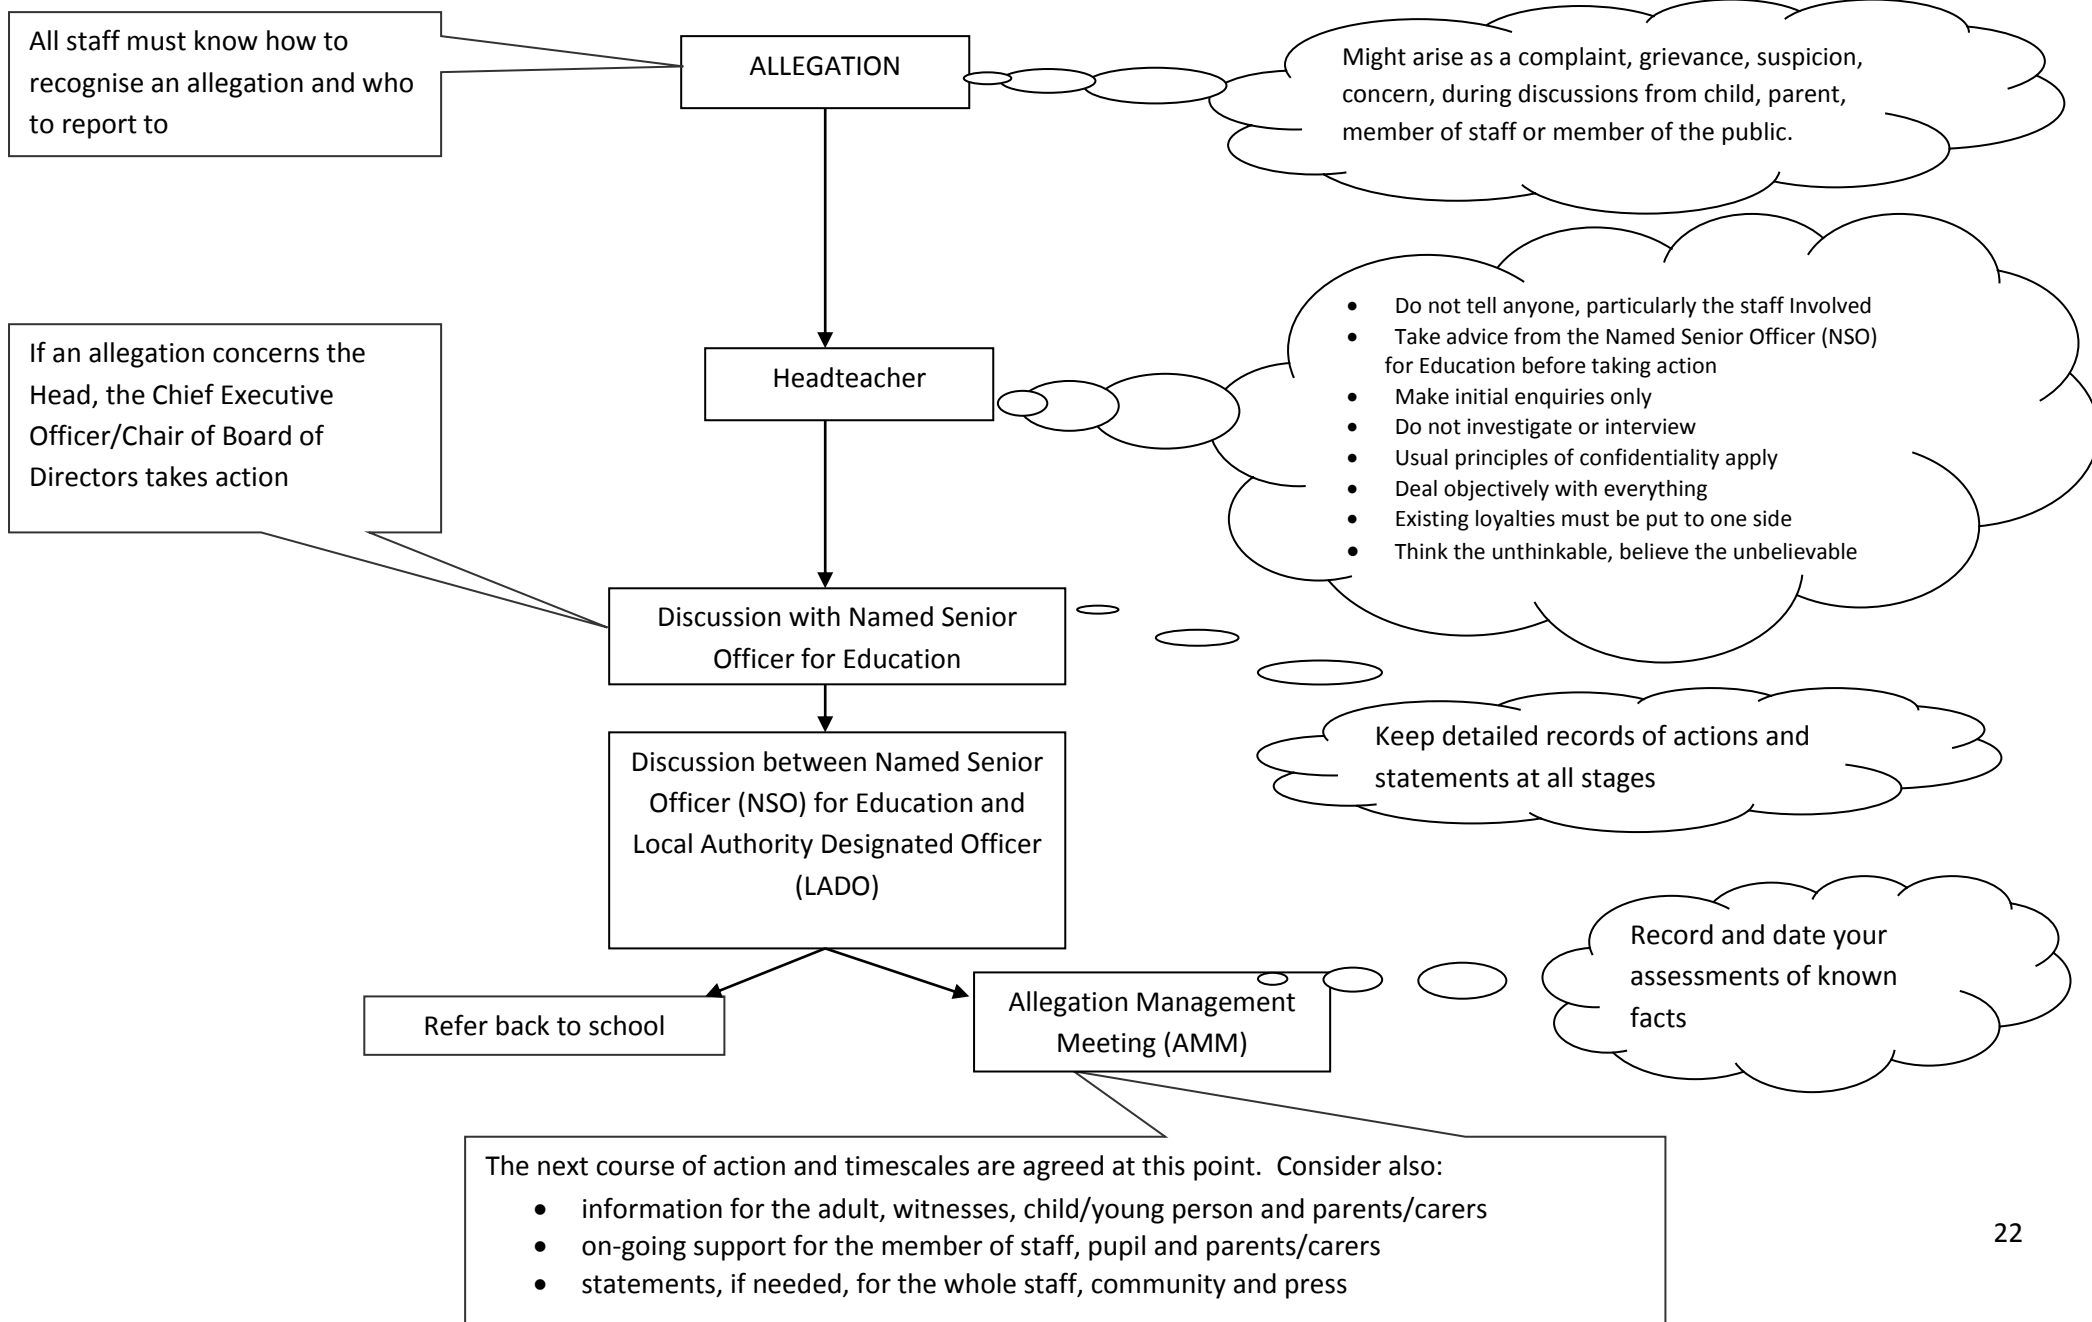 All staff must know how to
recognise an allegation and who
to report to
ALLEGATION
Might arise as a complaint, grievance, suspicion,
concern, during discussions from child, parent,
member of staff or member of the public.
If an allegation concerns the
Head, the Chief Executive
Officer/Chair of Board of
Directors takes action
Headteacher
• Do not tell anyone, particularly the staff Involved
• Take advice from the Named Senior Officer (NSO)
for Education before taking action
• Make initial enquiries only
• Do not investigate or interview
• Usual principles of confidentiality apply
• Deal objectively with everything
• Existing loyalties must be put to one side
• Think the unthinkable, believe the unbelievable
Discussion with Named Senior
Officer for Education
Keep detailed records of actions and
statements at all stages
Discussion between Named Senior
Officer (NSO) for Education and
Local Authority Designated Officer
(LADO)
Record and date your
assessments of known
facts
Refer back to school
Allegation Management
Meeting (AMM)
The next course of action and timescales are agreed at this point.  Consider also:
• information for the adult, witnesses, child/young person and parents/carers
• on-going support for the member of staff, pupil and parents/carers
• statements, if needed, for the whole staff, community and press
22